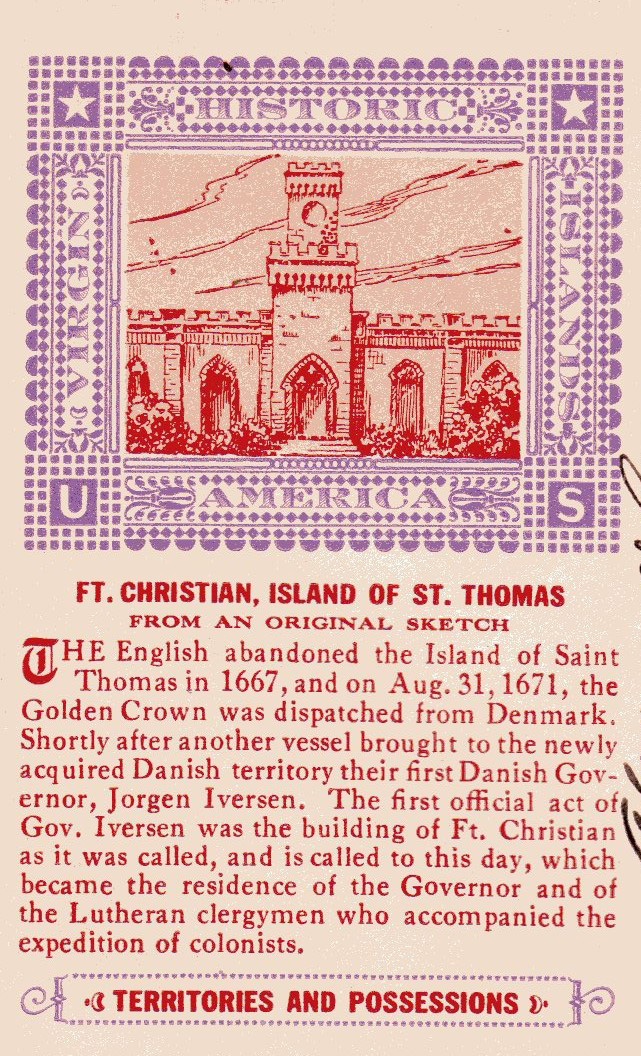 HISTORIC
VIRGIN
ISLANDS
U
AMERICA
S
FT. CHRISTIAN, ISLAND OF ST. THOMAS
FROM AN ORIGINAL SKETCH
THE English abandoned the Island of Saint
Thomas in 1667, and on Aug. 31, 1671, the
Golden Crown was dispatched from Denmark.
Shortly after another vessel brought to the newly
acquired Danish territory their first Danish Gov-
ernor, Jorgen Iversen. The first official act of
Gov. Iversen was the building of Ft. Christian
as it was called, and is called to this day, which
became the residence of the Governor and of
the Lutheran clergymen who accompanied the
expedition of colonists.
TERRITORIES AND POSSESSIONS